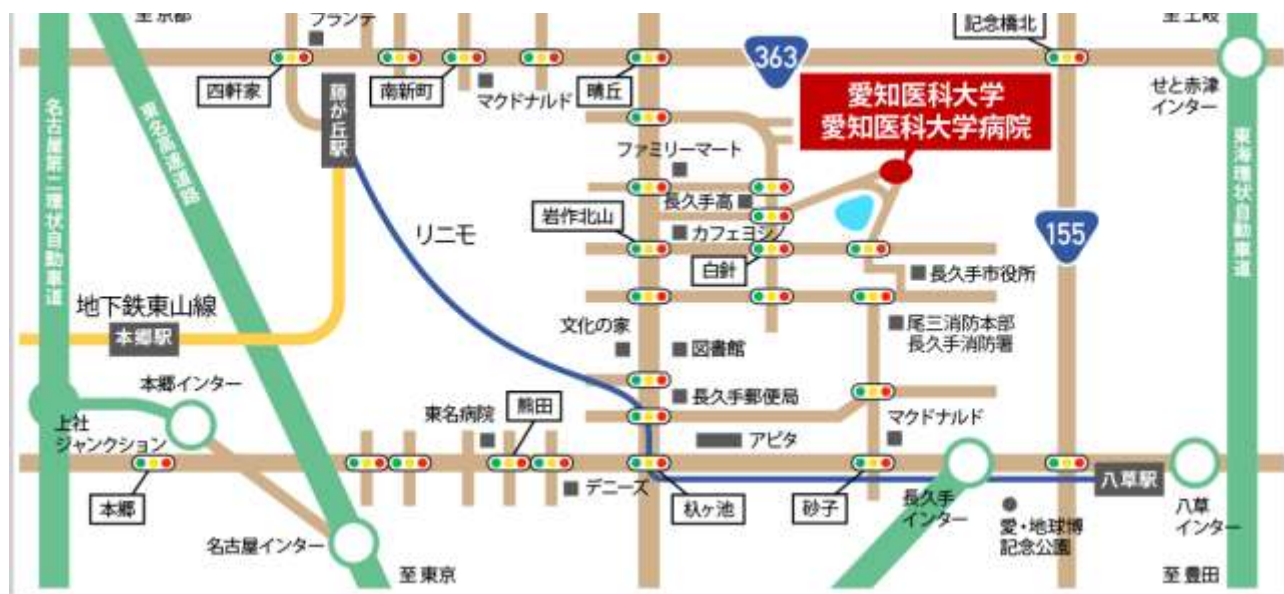 至京都
フランテ
記念橋北
至土岐
363
四軒家
南新町
マクドナルド
晴丘
せと赤津
インター
愛知医科大学
愛知医科大学病院
藤が丘駅
名古屋第二環状自動車道
東名高速道路
東海環状自動車道
ファミリーマート
長久手高
岩作北山
カフェヨシノ
リニモ
155
白針
長久手市役所
地下鉄東山線
本郷駅
文化の家
図書館
尾三消防本部
長久手消防署
本郷インター
上社
ジャンクション
東名病院
熊田
長久手郵便局
マクドナルド
アピタ
デニーズ
八草駅
本郷
杁ヶ池
砂子
長久手
インター
愛・地球博
記念公園
八草
インター
名古屋インター
至東京
至豊田